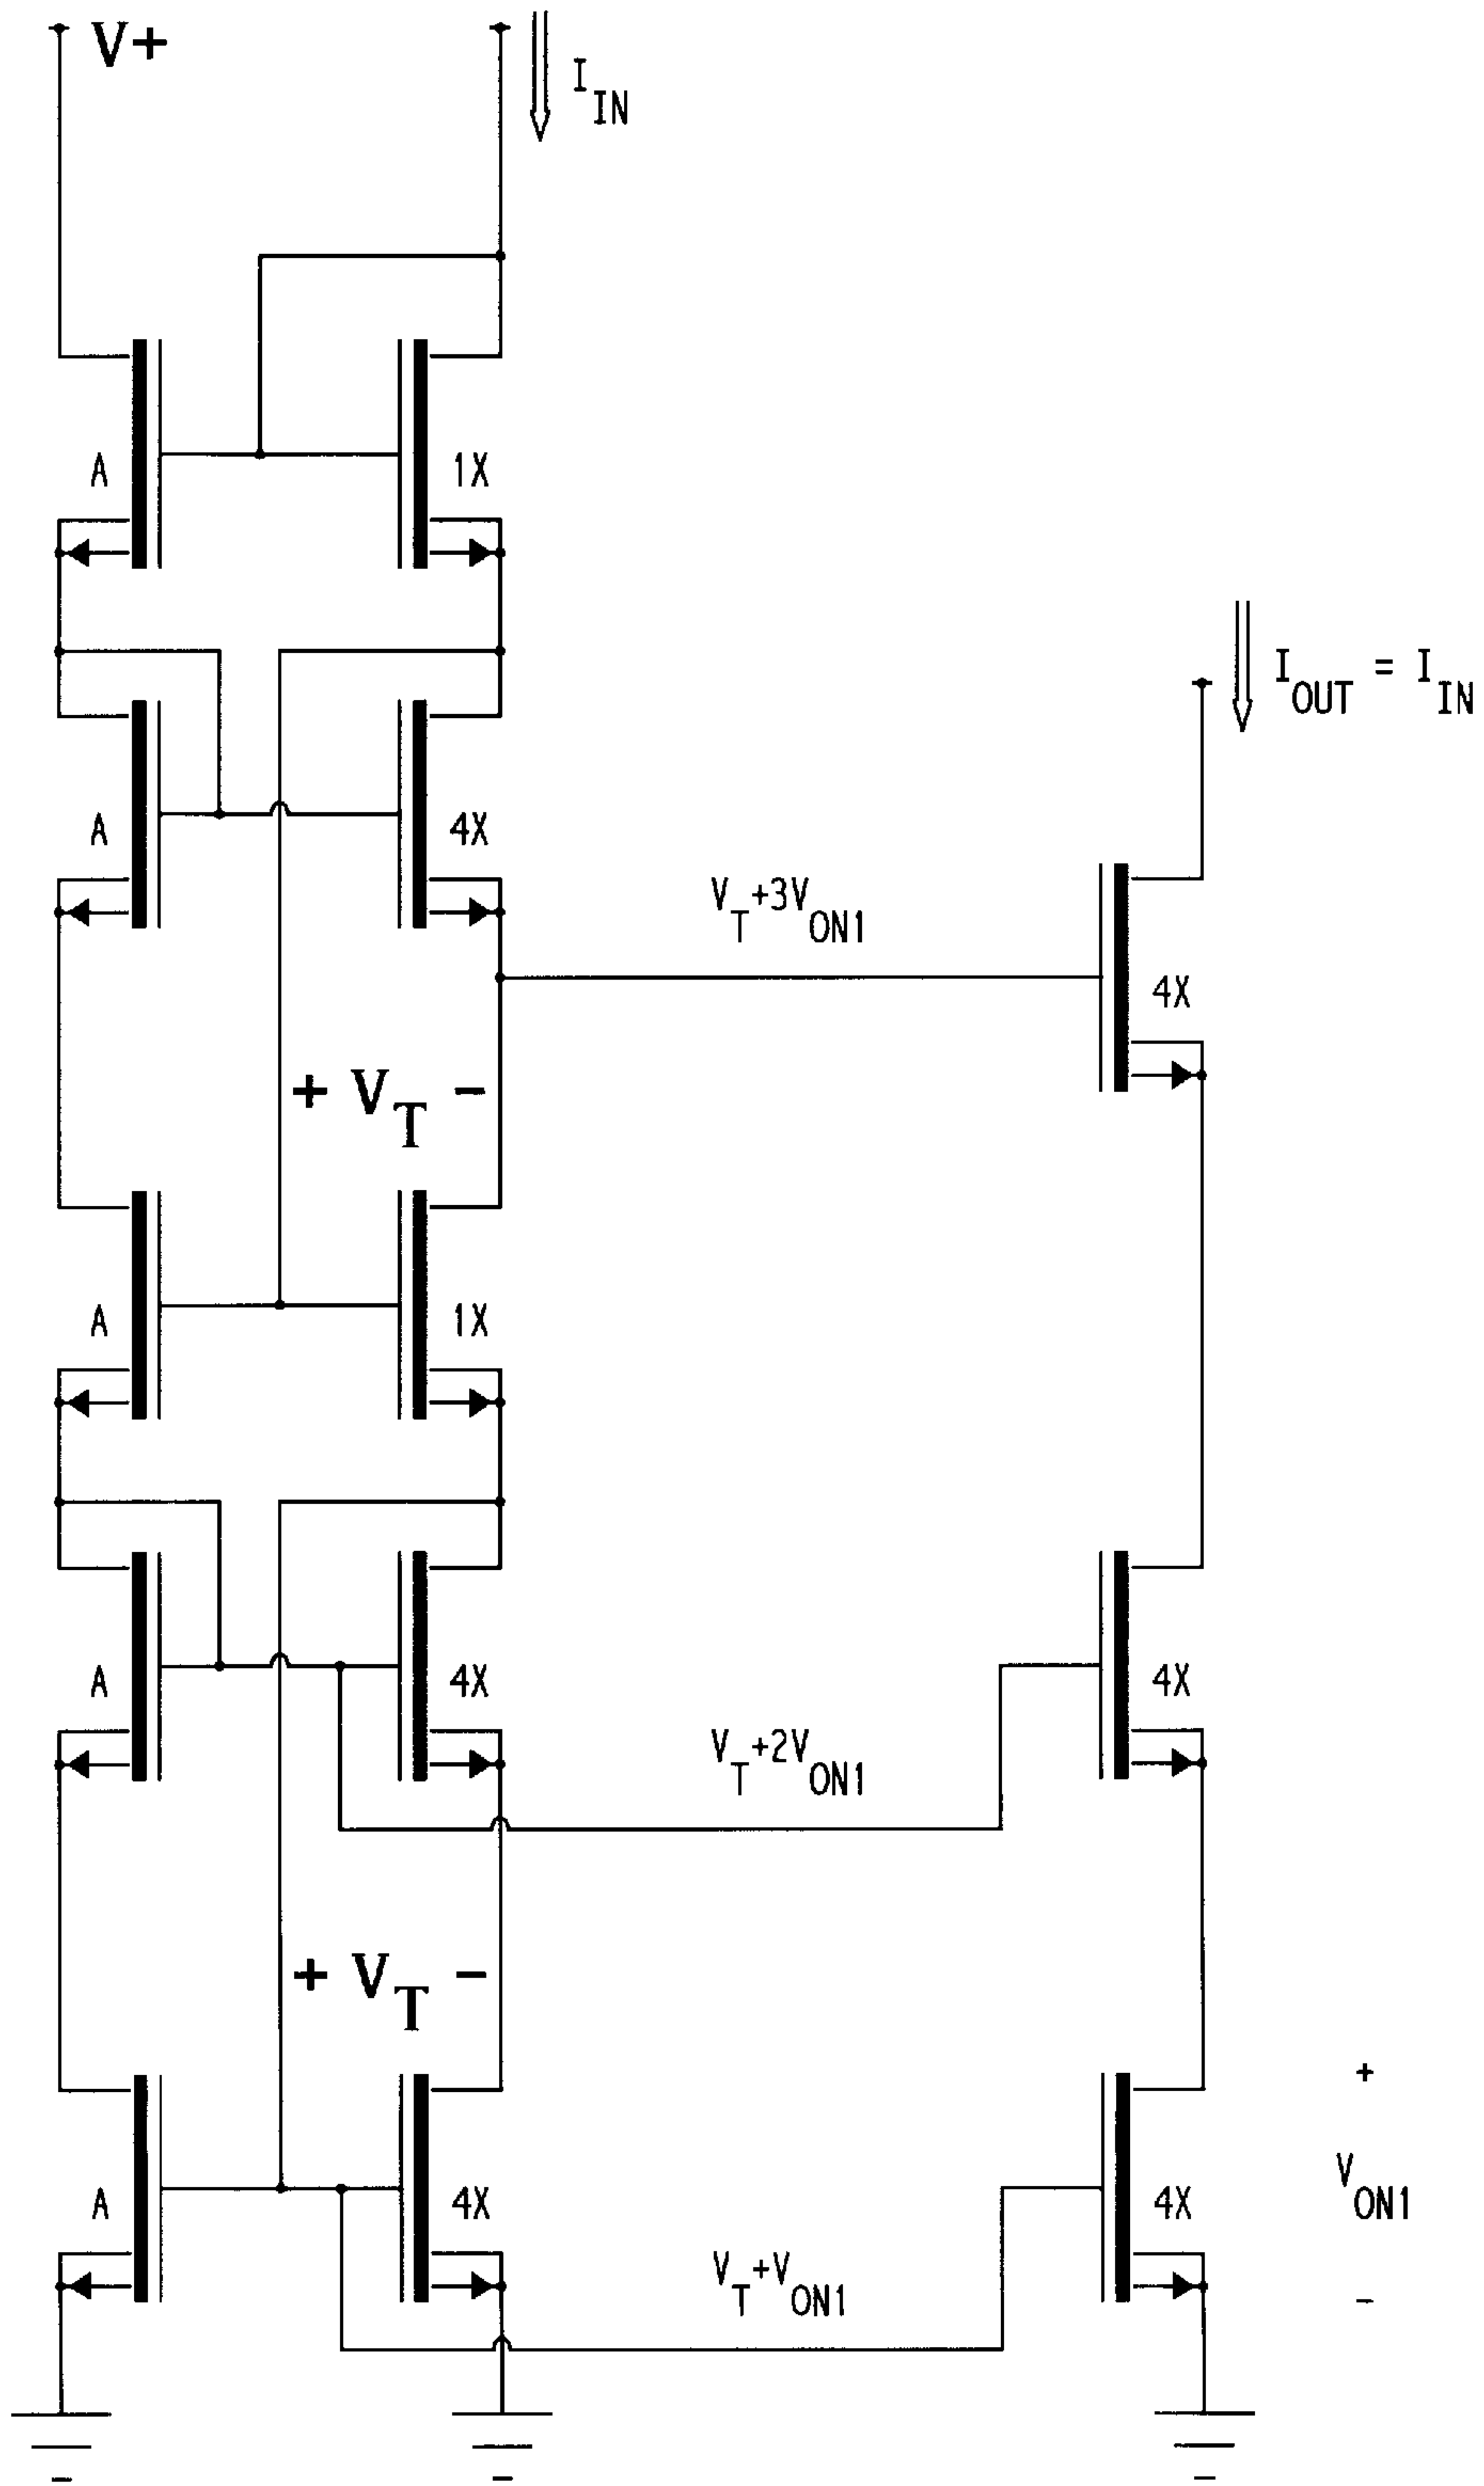 V+
I_IN
A
1X
I_OUT = I_IN
A
4X
V_T+3V_ON1
4X
+ V_T -
A
1X
A
4X
4X
V_T+2V_ON1
+ V_T -
+
V_ON1
A
4X
4X
V_T+V_ON1
-